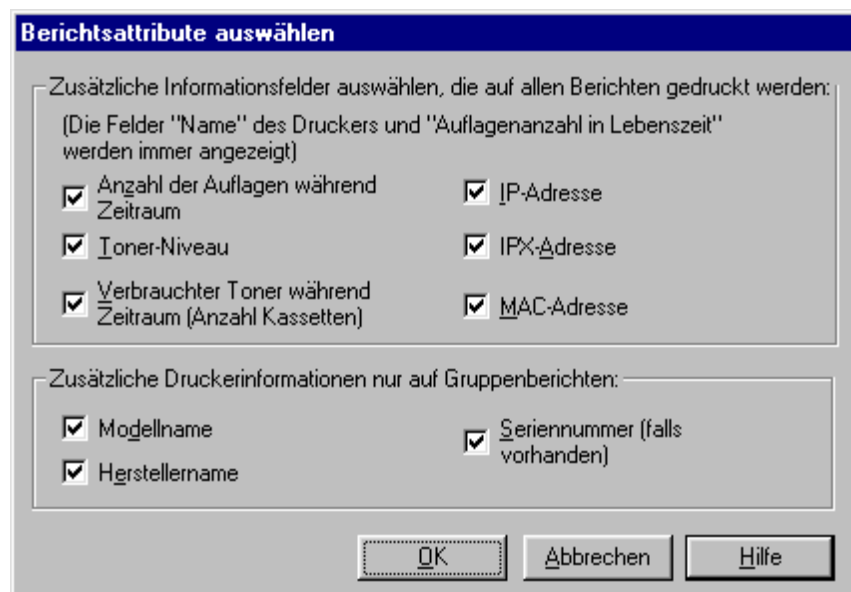 Berichtsattribute auswählen
Zusätzliche Informationsfelder auswählen, die auf allen Berichten gedruckt werden:
(Die Felder "Name" des Druckers und "Auflagenanzahl in Lebenszeit"
werden immer angezeigt)
Anzahl der Auflagen während
Zeitraum
IP-Adresse
Toner-Niveau
IPX-Adresse
Verbrauchter Toner während
Zeitraum (Anzahl Kassetten)
MAC-Adresse
Zusätzliche Druckerinformationen nur auf Gruppenberichten:
Modellname
Seriennummer (falls
vorhanden)
Herstellername
OK
Abbrechen
Hilfe